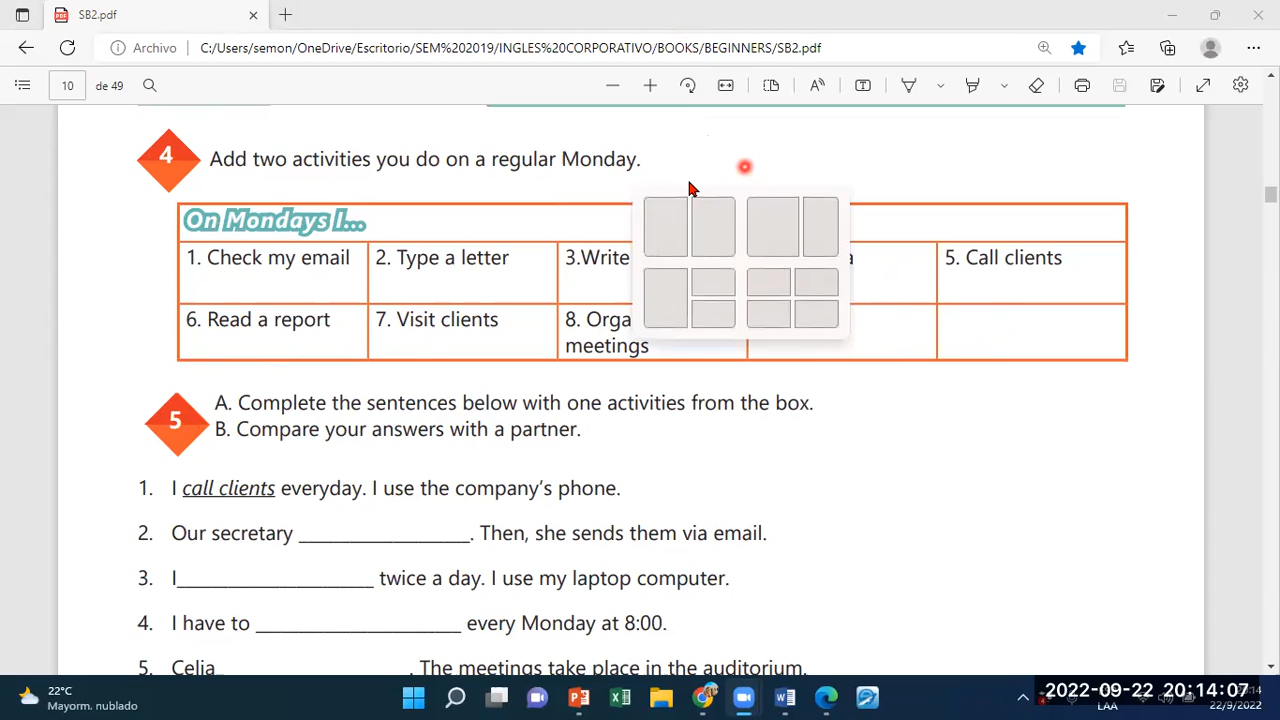 SB2.pdf
Archivo C:/Users/semon/OneDrive/Escritorio/SEM%202019/INGLES%20CORPORATIVO/BOOKS/BEGINNERS/SB2.pdf
10 de 49
4 Add two activities you do on a regular Monday.
On Mondays I...
1. Check my email 2. Type a letter 3.Write a 5. Call clients
6. Read a report 7. Visit clients 8.
meetings
5 A. Complete the sentences below with one activities from the box.
B. Compare your answers with a partner.
1. I call clients everyday. I use the company's phone.
2. Our secretary __________________. Then, she sends them via email.
3. I_____________________ twice a day. I use my laptop computer.
4. I have to ______________________ every Monday at 8:00.
5. Celia____________________. The meetings take place in the auditorium.
22°C
Mayorm. nublado
2022-09-22 20:14:07
LAA 22/9/2022